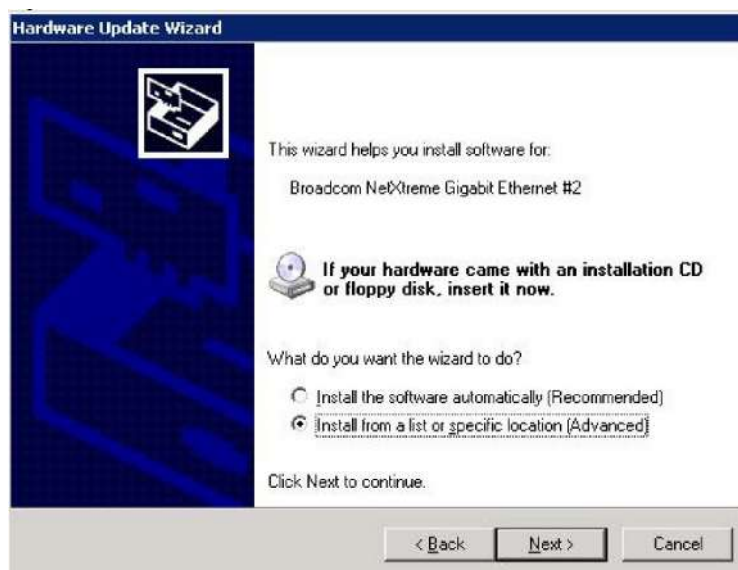 Hardware Update Wizard
This wizard helps you install software for:
Broadcom NetXtreme Gigabit Ethernet #2
If your hardware came with an installation CD
or floppy disk, insert it now.
What do you want the wizard to do?
Install the software automatically (Recommended)
Install from a list or specific location (Advanced)
Click Next to continue.
< Back
Next >
Cancel